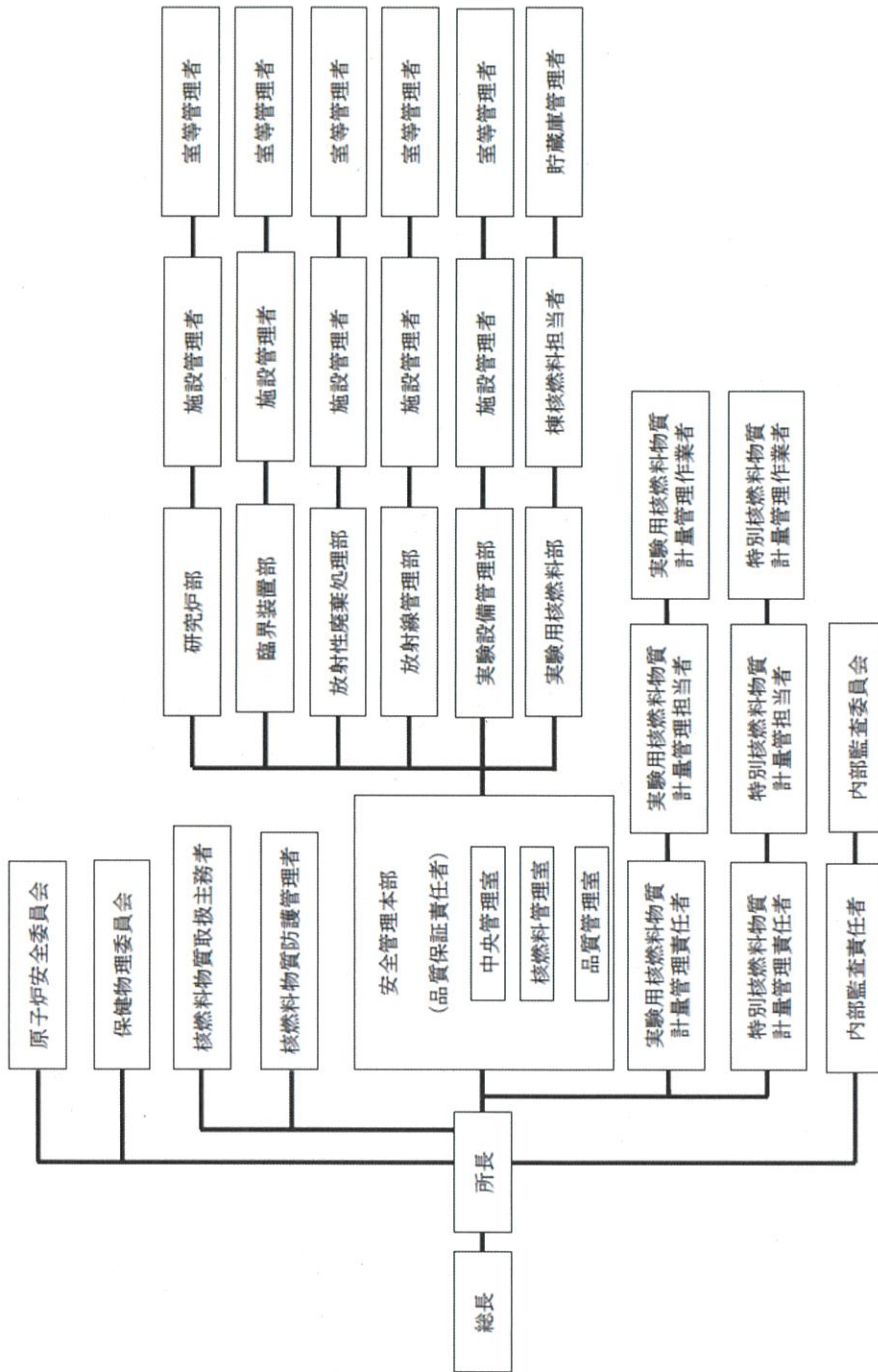 総長
所長
原子炉安全委員会
保健物理委員会
核燃料物質取扱主務者
核燃料物質防護管理者
安全管理本部
(品質保証責任者)
中央管理室
核燃料管理室
品質管理室
研究炉部
施設管理者
室等管理者
臨界装置部
施設管理者
室等管理者
放射性廃棄処理部
施設管理者
室等管理者
放射線管理部
施設管理者
室等管理者
実験設備管理部
施設管理者
室等管理者
実験用核燃料部
棟核燃料担当者
貯蔵庫管理者
実験用核燃料物質
計量管理責任者
実験用核燃料物質
計量管理担当者
実験用核燃料物質
計量管理作業者
特別核燃料物質
計量管理責任者
特別核燃料物質
計量管担当者
特別核燃料物質
計量管理作業者
内部監査責任者
内部監査委員会